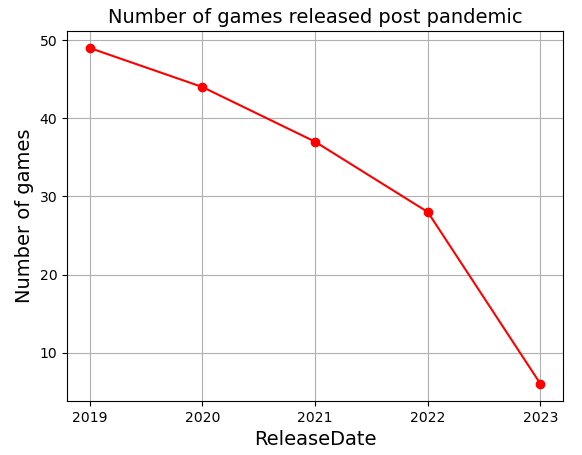 Number of games released post pandemic
50
40
30
20
10
Number of games
2019 2020 2021 2022 2023
ReleaseDate